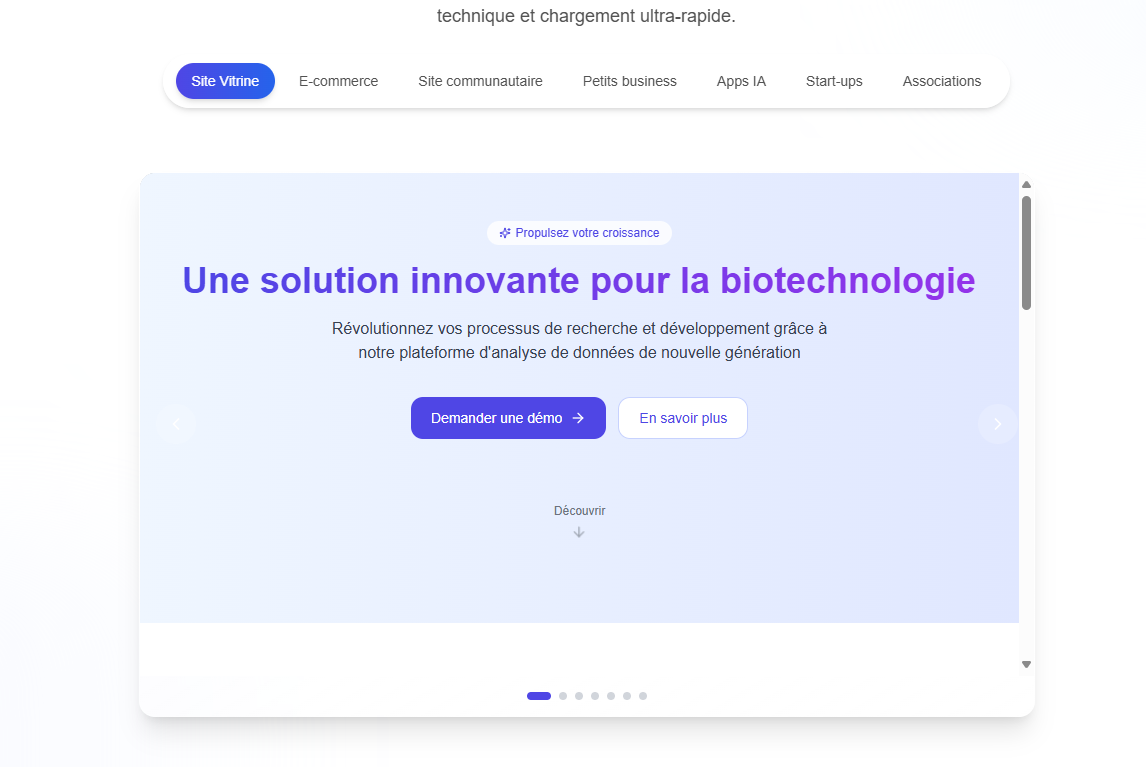 technique et chargement ultra-rapide.
Site Vitrine
E-commerce
Site communautaire
Petits business
Apps IA
Start-ups
Associations
Propulsez votre croissance
Une solution innovante pour la biotechnologie
Révolutionnez vos processus de recherche et développement grâce à
notre plateforme d'analyse de données de nouvelle génération
Demander une démo
En savoir plus
Découvrir